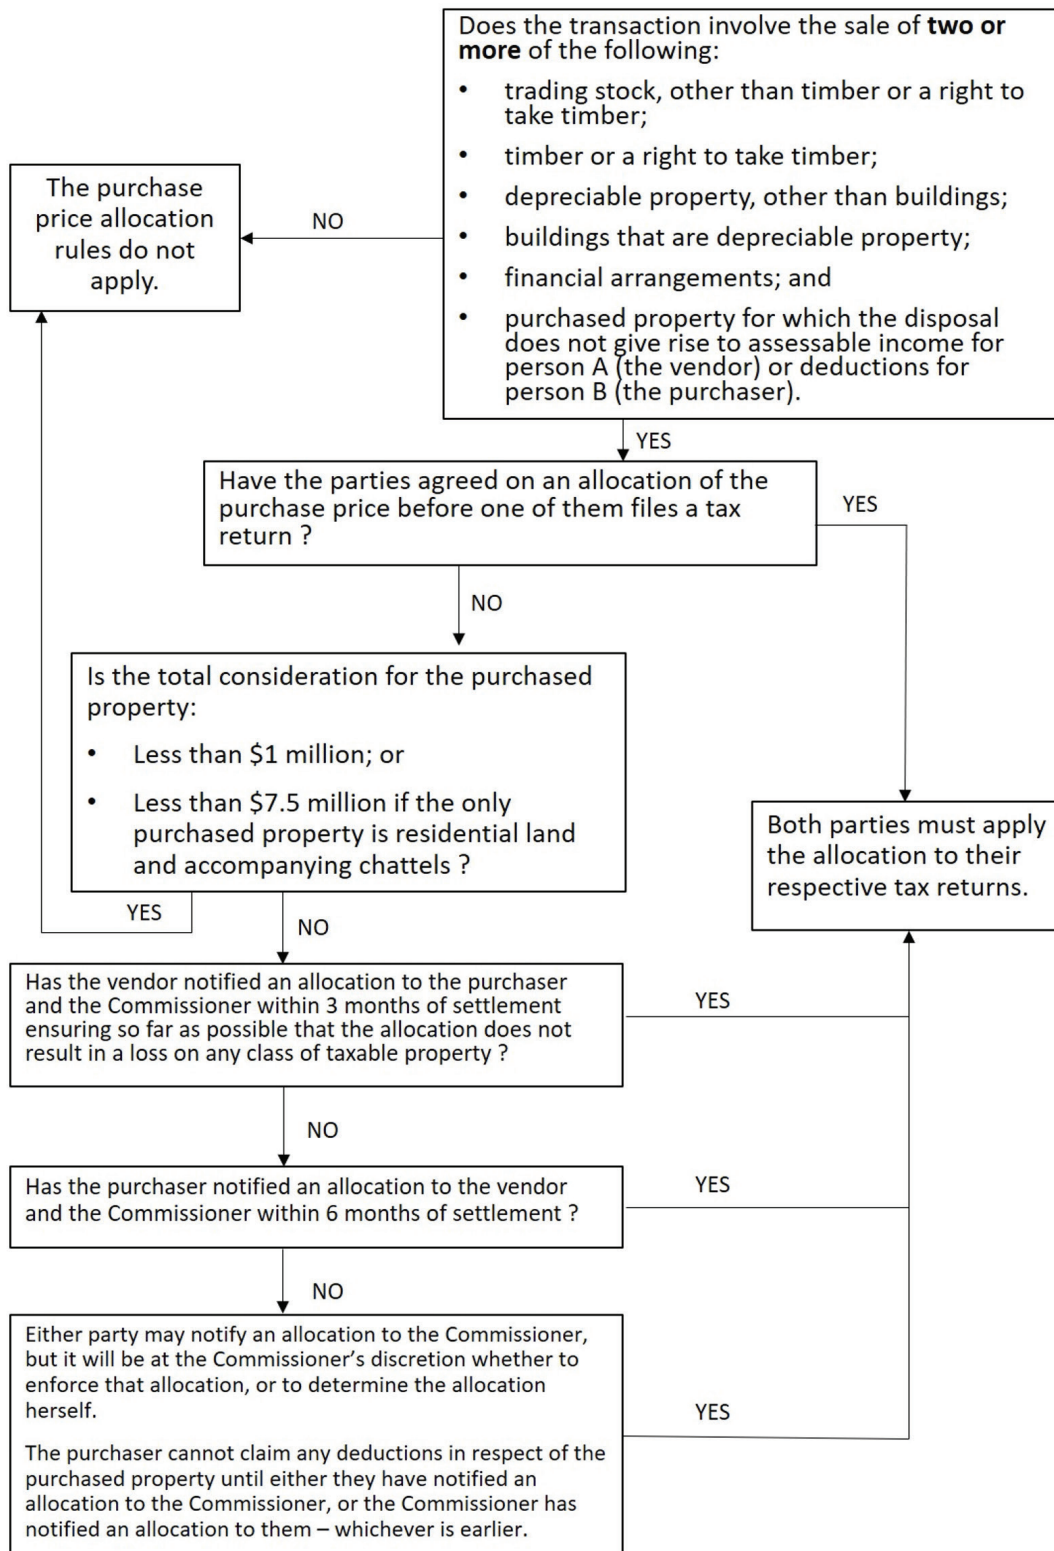 Does the transaction involve the sale of two or
more of the following:
• trading stock, other than timber or a right to
take timber;
• timber or a right to take timber;
• depreciable property, other than buildings;
• buildings that are depreciable property;
• financial arrangements; and
• purchased property for which the disposal
does not give rise to assessable income for
person A (the vendor) or deductions for
person B (the purchaser).
NO
The purchase
price allocation
rules do not
apply.
YES
Have the parties agreed on an allocation of the
purchase price before one of them files a tax
return ?
YES
NO
Is the total consideration for the purchased
property:
• Less than $1 million; or
• Less than $7.5 million if the only
purchased property is residential land
and accompanying chattels ?
Both parties must apply
the allocation to their
respective tax returns.
YES
NO
Has the vendor notified an allocation to the purchaser
and the Commissioner within 3 months of settlement
ensuring so far as possible that the allocation does not
result in a loss on any class of taxable property ?
YES
NO
Has the purchaser notified an allocation to the vendor
and the Commissioner within 6 months of settlement ?
YES
NO
Either party may notify an allocation to the Commissioner,
but it will be at the Commissioner’s discretion whether to
enforce that allocation, or to determine the allocation
herself.
The purchaser cannot claim any deductions in respect of the
purchased property until either they have notified an
allocation to the Commissioner, or the Commissioner has
notified an allocation to them – whichever is earlier.
YES